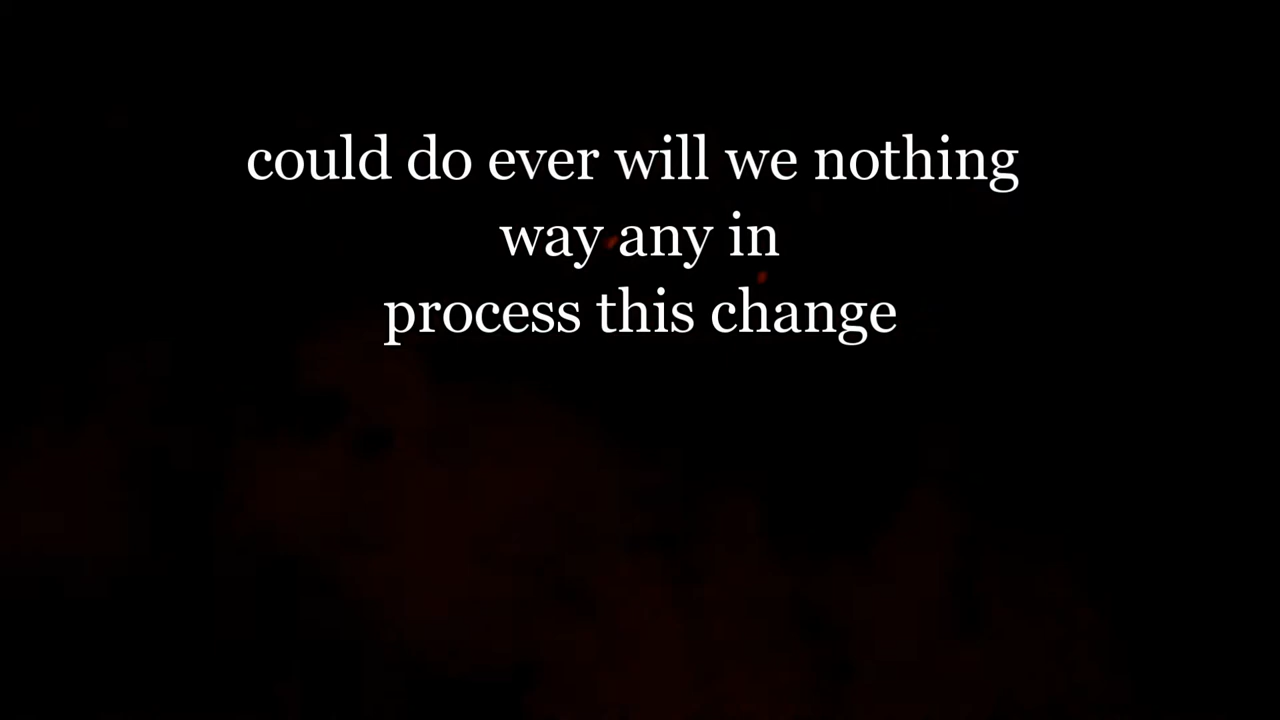 could do ever will we nothing
way any in
process this change